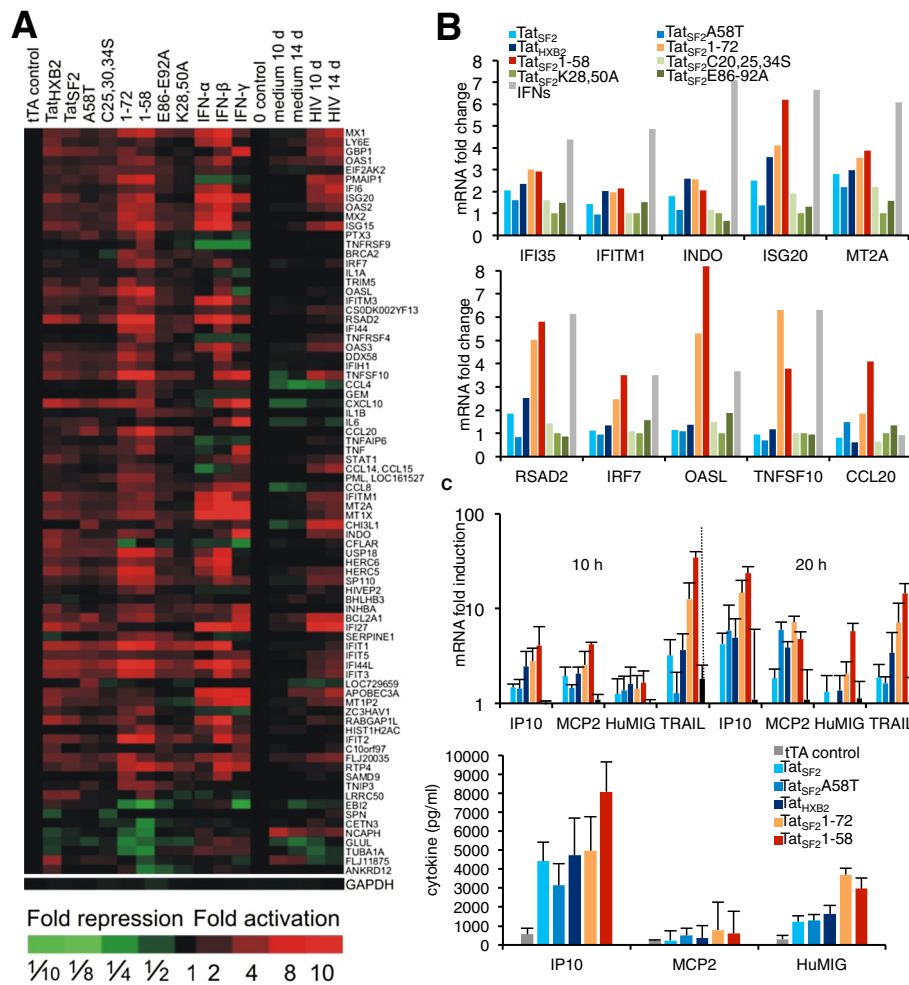 A
tTA control
TatHXB2
TatSF2
A58T
C25,30,34S
1-72
1-58
E86-E92A
K28,50A
IFN-α
IFN-β
IFN-γ
0 control
medium 10 d
medium 14 d
HIV 10 d
HIV 14 d
MX1
LY6E
GBP1
OAS1
EIF2AK2
PMAIP1
IFI6
ISG20
OAS2
MX2
ISG15
PTX3
TNFRSF9
BRCA2
IRF7
IL1A
TRIM5
OASL
IFITM3
CS0DK002YF13
RSAD2
IFI44
TNFRSF4
OAS3
DDX58
IFIH1
TNFSF10
CCL4
GEM
CXCL10
IL1B
IL6
CCL20
TNFAIP6
TNF
STAT1
CCL14, CCL15
PML, LOC161527
CCL8
IFITM1
MT2A
MT1X
CHI3L1
INDO
CFLAR
USP18
HERC6
HERC5
SP110
HIVEP2
BHLHB3
INHBA
BCL2A1
IFI27
SERPINE1
IFIT1
IFIT5
IFI44L
IFIT3
LOC729659
APOBEC3A
MT1P2
ZC3HAV1
RABGAP1L
HIST1H2AC
IFIT2
C10orf97
FLJ20035
RTP4
SAMD9
TNIP3
LRRC50
EBI2
SPN
CETN3
NCAPH
GLUL
TUBA1A
FLJ11875
ANKRD12
GAPDH
Fold repression Fold activation
1/10 1/8 1/4 1/2 1 2 4 8 10
B
TatSF2 TatSF2A58T
TatHXB2 TatSF21-72
TatSF21-58 TatSF2C20,25,34S
TatSF2K28,50A TatSF2E86-92A
IFNs
mRNA fold change
8
7
6
5
4
3
2
1
0
IFI35 IFITM1 INDO ISG20 MT2A
mRNA fold change
8
7
6
5
4
3
2
1
0
RSAD2 IRF7 OASL TNFSF10 CCL20
C
mRNA fold induction
100
10
1
10 h 20 h
IP10 MCP2 HuMIG TRAIL IP10 MCP2 HuMIG TRAIL
cytokine (pg/ml)
10000
9000
8000
7000
6000
5000
4000
3000
2000
1000
0
tTA control
TatSF2
TatSF2A58T
TatHXB2
TatSF21-72
TatSF21-58
IP10 MCP2 HuMIG